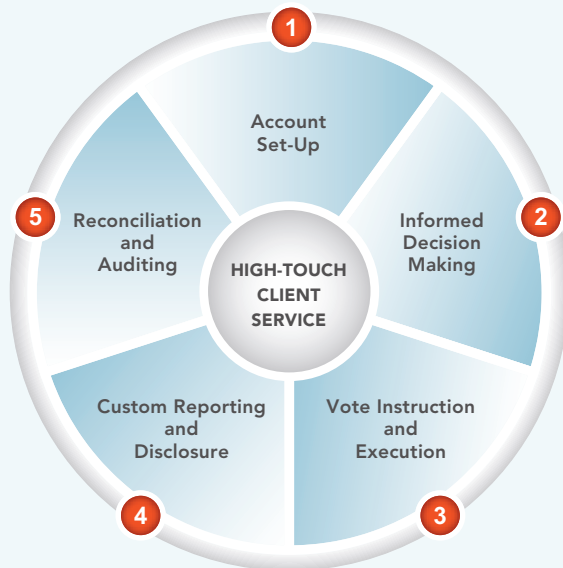 1
Account
Set-Up
2
Informed
Decision
Making
3
Vote Instruction
and
Execution
4
Custom Reporting
and
Disclosure
5
Reconciliation
and
Auditing
HIGH-TOUCH
CLIENT
SERVICE